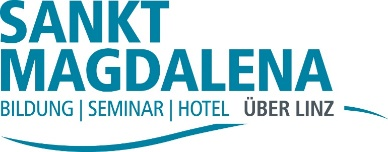 SANKT
MAGDALENA
BILDUNG | SEMINAR | HOTEL ÜBER LINZ